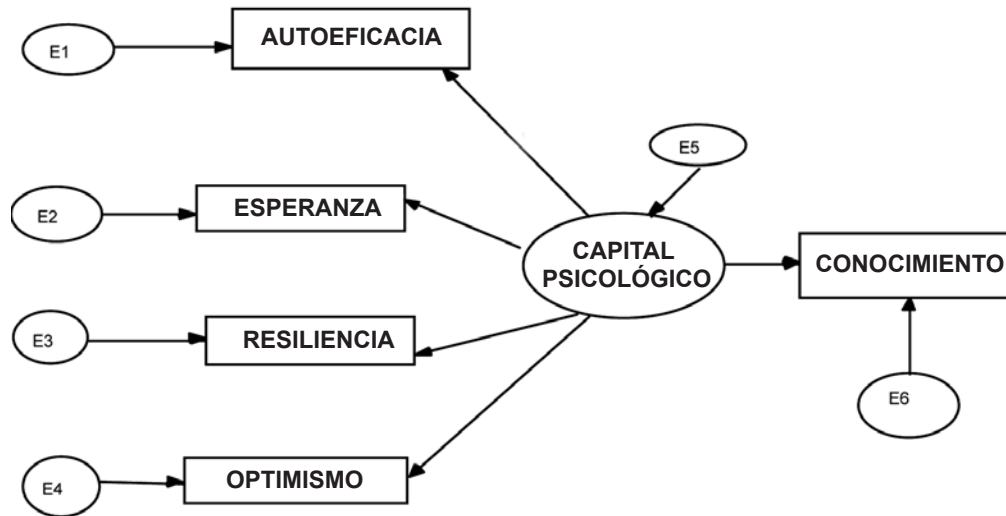 E1
AUTOEFICACIA
E5
E2
ESPERANZA
CAPITAL
PSICOLÓGICO
CONOCIMIENTO
E3
RESILIENCIA
E6
E4
OPTIMISMO